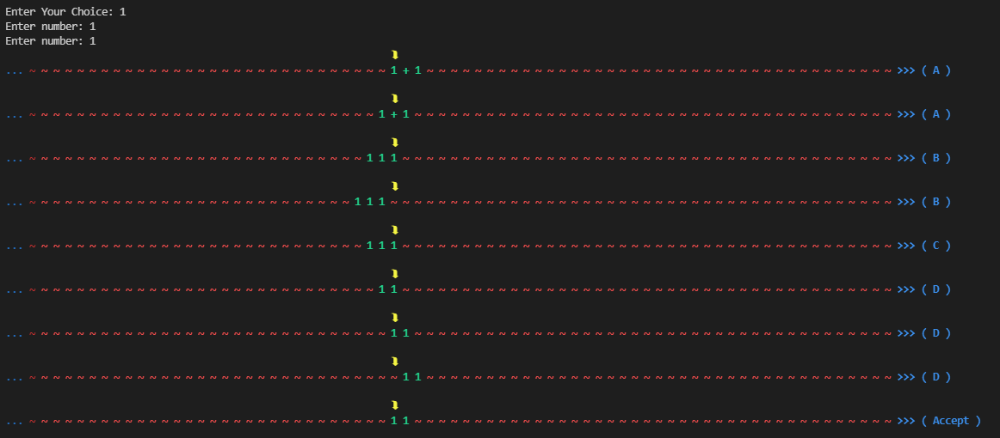 Enter Your Choice: 1
Enter number: 1
Enter number: 1
⮯
... ~ ~ ~ ~ ~ ~ ~ ~ ~ ~ ~ ~ ~ ~ ~ ~ ~ ~ ~ ~ ~ ~ ~ ~ ~ ~ ~ ~ ~ ~ 1 + 1 ~ ~ ~ ~ ~ ~ ~ ~ ~ ~ ~ ~ ~ ~ ~ ~ ~ ~ ~ ~ ~ ~ ~ ~ ~ ~ ~ ~ ~ ~ ~ ~ ~ ~ ~ ~ ~ ~ ~ >>> ( A )
⮯
... ~ ~ ~ ~ ~ ~ ~ ~ ~ ~ ~ ~ ~ ~ ~ ~ ~ ~ ~ ~ ~ ~ ~ ~ ~ ~ ~ ~ ~ 1 + 1 ~ ~ ~ ~ ~ ~ ~ ~ ~ ~ ~ ~ ~ ~ ~ ~ ~ ~ ~ ~ ~ ~ ~ ~ ~ ~ ~ ~ ~ ~ ~ ~ ~ ~ ~ ~ ~ ~ ~ ~ >>> ( A )
⮯
... ~ ~ ~ ~ ~ ~ ~ ~ ~ ~ ~ ~ ~ ~ ~ ~ ~ ~ ~ ~ ~ ~ ~ ~ ~ ~ ~ ~ 1 1 1 ~ ~ ~ ~ ~ ~ ~ ~ ~ ~ ~ ~ ~ ~ ~ ~ ~ ~ ~ ~ ~ ~ ~ ~ ~ ~ ~ ~ ~ ~ ~ ~ ~ ~ ~ ~ ~ ~ ~ ~ ~ >>> ( B )
⮯
... ~ ~ ~ ~ ~ ~ ~ ~ ~ ~ ~ ~ ~ ~ ~ ~ ~ ~ ~ ~ ~ ~ ~ ~ ~ ~ ~ 1 1 1 ~ ~ ~ ~ ~ ~ ~ ~ ~ ~ ~ ~ ~ ~ ~ ~ ~ ~ ~ ~ ~ ~ ~ ~ ~ ~ ~ ~ ~ ~ ~ ~ ~ ~ ~ ~ ~ ~ ~ ~ ~ ~ >>> ( B )
⮯
... ~ ~ ~ ~ ~ ~ ~ ~ ~ ~ ~ ~ ~ ~ ~ ~ ~ ~ ~ ~ ~ ~ ~ ~ ~ ~ ~ ~ 1 1 1 ~ ~ ~ ~ ~ ~ ~ ~ ~ ~ ~ ~ ~ ~ ~ ~ ~ ~ ~ ~ ~ ~ ~ ~ ~ ~ ~ ~ ~ ~ ~ ~ ~ ~ ~ ~ ~ ~ ~ ~ ~ >>> ( C )
⮯
... ~ ~ ~ ~ ~ ~ ~ ~ ~ ~ ~ ~ ~ ~ ~ ~ ~ ~ ~ ~ ~ ~ ~ ~ ~ ~ ~ ~ ~ 1 1 ~ ~ ~ ~ ~ ~ ~ ~ ~ ~ ~ ~ ~ ~ ~ ~ ~ ~ ~ ~ ~ ~ ~ ~ ~ ~ ~ ~ ~ ~ ~ ~ ~ ~ ~ ~ ~ ~ ~ ~ ~ >>> ( D )
⮯
... ~ ~ ~ ~ ~ ~ ~ ~ ~ ~ ~ ~ ~ ~ ~ ~ ~ ~ ~ ~ ~ ~ ~ ~ ~ ~ ~ ~ ~ ~ 1 1 ~ ~ ~ ~ ~ ~ ~ ~ ~ ~ ~ ~ ~ ~ ~ ~ ~ ~ ~ ~ ~ ~ ~ ~ ~ ~ ~ ~ ~ ~ ~ ~ ~ ~ ~ ~ ~ ~ ~ ~ >>> ( D )
⮯
... ~ ~ ~ ~ ~ ~ ~ ~ ~ ~ ~ ~ ~ ~ ~ ~ ~ ~ ~ ~ ~ ~ ~ ~ ~ ~ ~ ~ ~ ~ ~ 1 1 ~ ~ ~ ~ ~ ~ ~ ~ ~ ~ ~ ~ ~ ~ ~ ~ ~ ~ ~ ~ ~ ~ ~ ~ ~ ~ ~ ~ ~ ~ ~ ~ ~ ~ ~ ~ ~ ~ ~ >>> ( D )
⮯
... ~ ~ ~ ~ ~ ~ ~ ~ ~ ~ ~ ~ ~ ~ ~ ~ ~ ~ ~ ~ ~ ~ ~ ~ ~ ~ ~ ~ ~ ~ 1 1 ~ ~ ~ ~ ~ ~ ~ ~ ~ ~ ~ ~ ~ ~ ~ ~ ~ ~ ~ ~ ~ ~ ~ ~ ~ ~ ~ ~ ~ ~ ~ ~ ~ ~ ~ ~ ~ ~ ~ ~ >>> ( Accept )